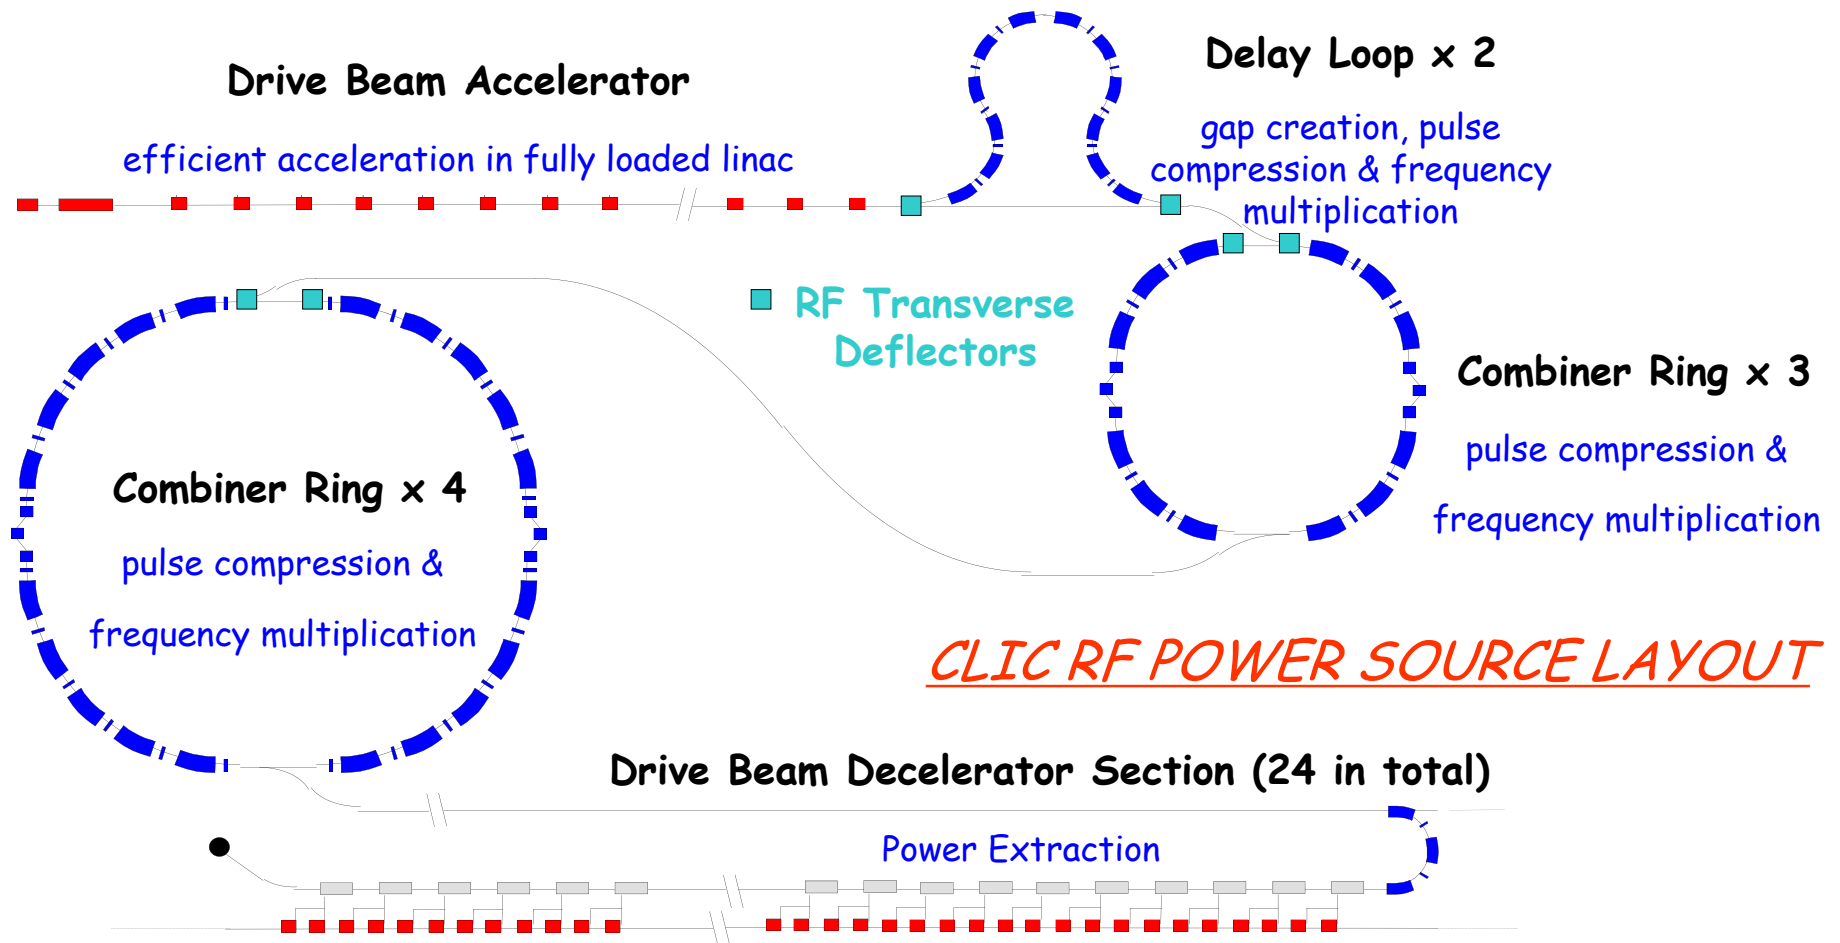 Drive Beam Accelerator
efficient acceleration in fully loaded linac
Delay Loop x 2
gap creation, pulse
compression & frequency
multiplication
RF Transverse
Deflectors
Combiner Ring x 3
pulse compression &
frequency multiplication
Combiner Ring x 4
pulse compression &
frequency multiplication
CLIC RF POWER SOURCE LAYOUT
Drive Beam Decelerator Section (24 in total)
Power Extraction